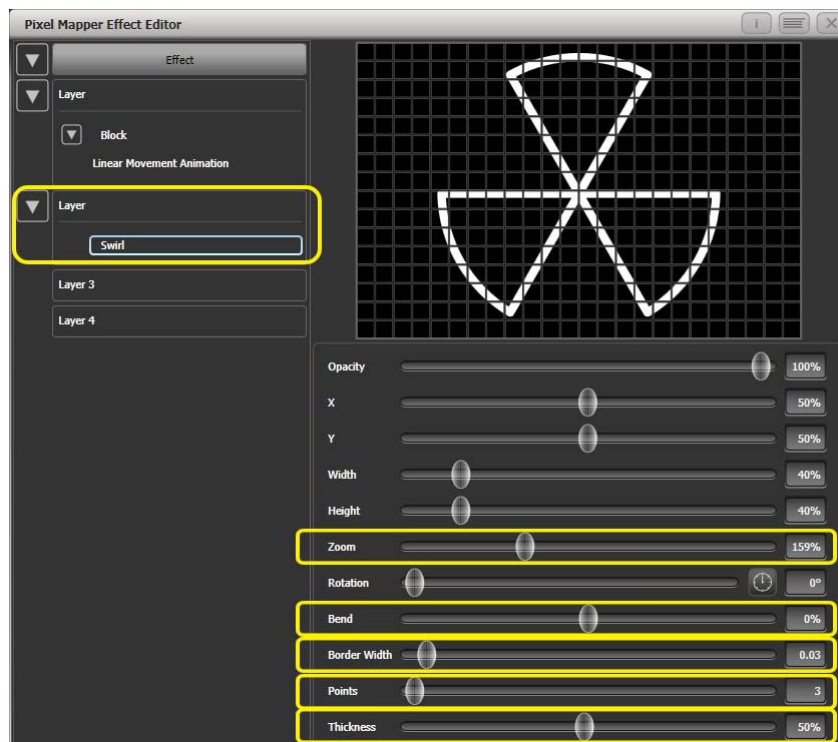 Pixel Mapper Effect Editor
i
Effect
Layer
Block
Linear Movement Animation
Layer
Swirl
Layer 3
Layer 4
Opacity 100%
X 50%
Y 50%
Width 40%
Height 40%
Zoom 159%
Rotation 0°
Bend 0%
Border Width 0.03
Points 3
Thickness 50%